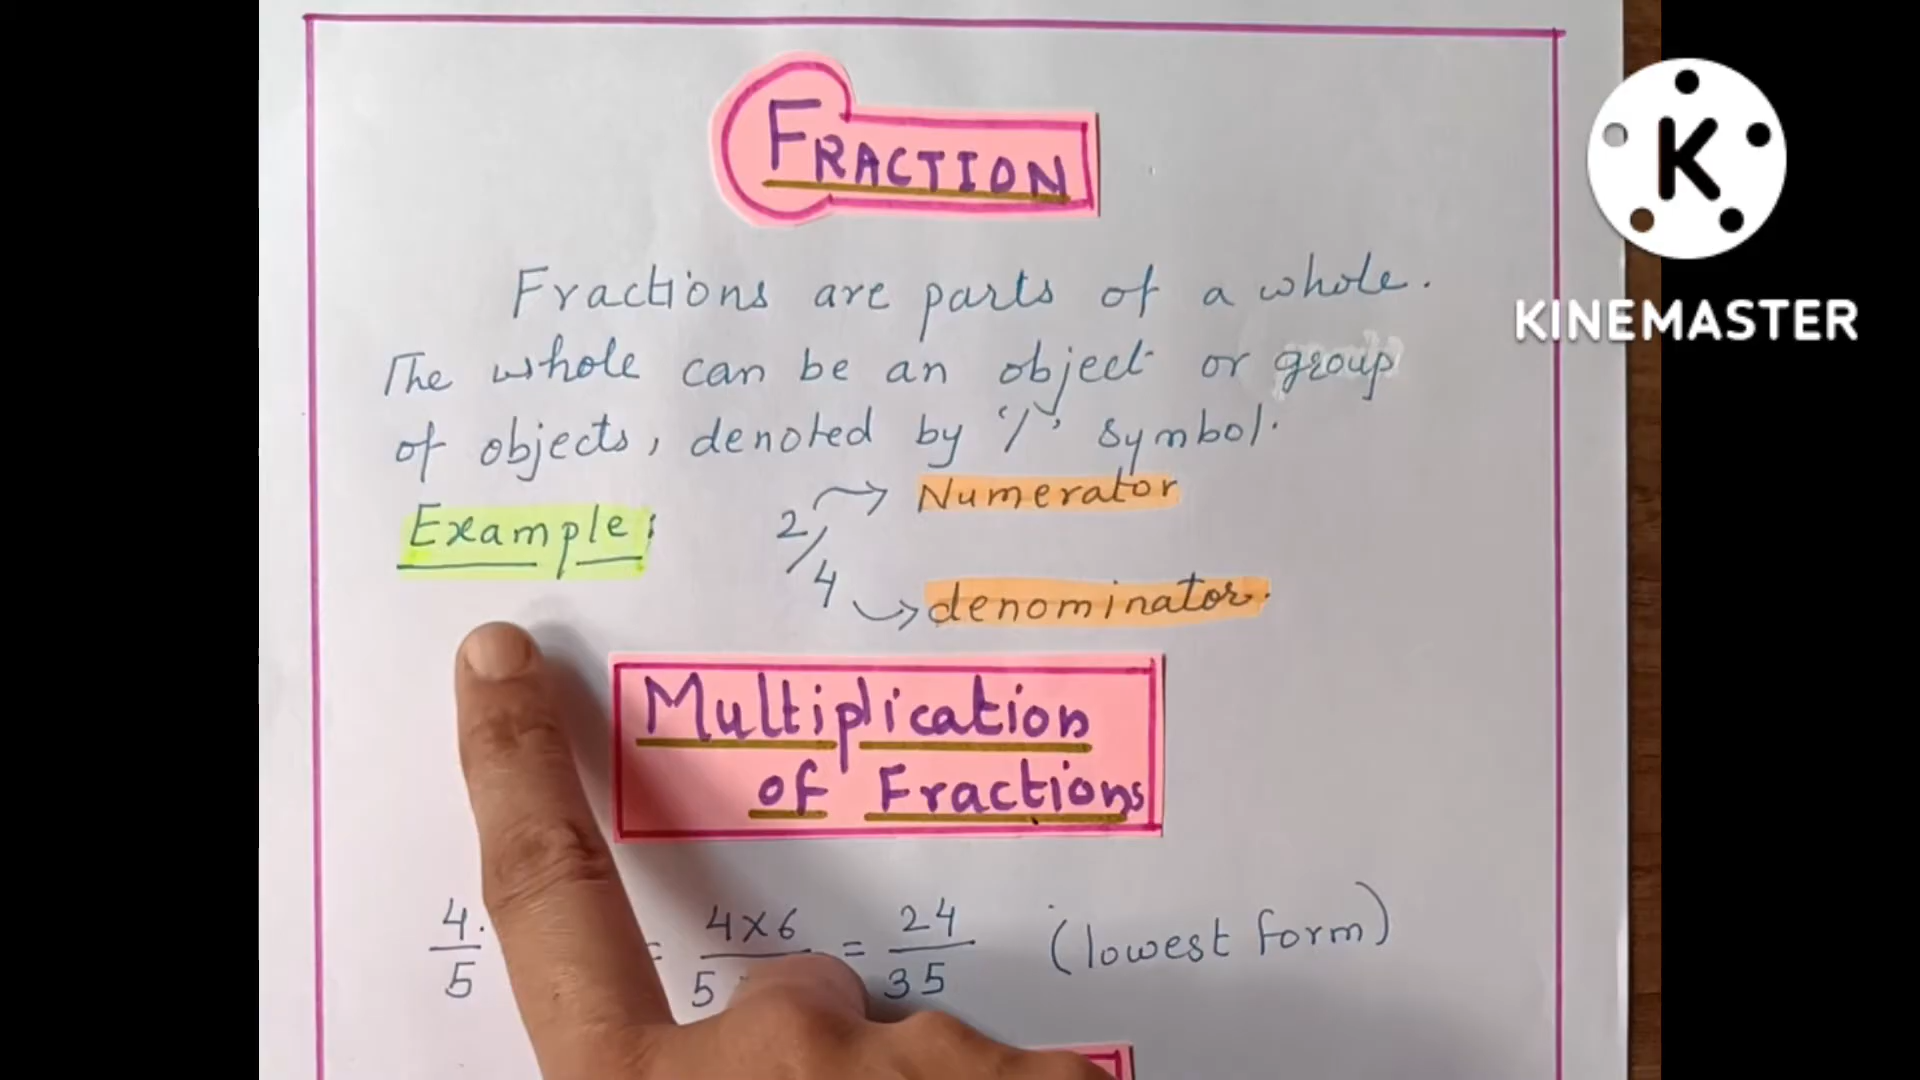 FRACTION
Fractions are parts of a whole.
The whole can be an object or group
of objects, denoted by '/' symbol.
Example:
2/4
Numerator
denominator.
Multiplication
of Fractions
4/5 = 4×6/5 = 24/35 (lowest form)
K
KINEMASTER